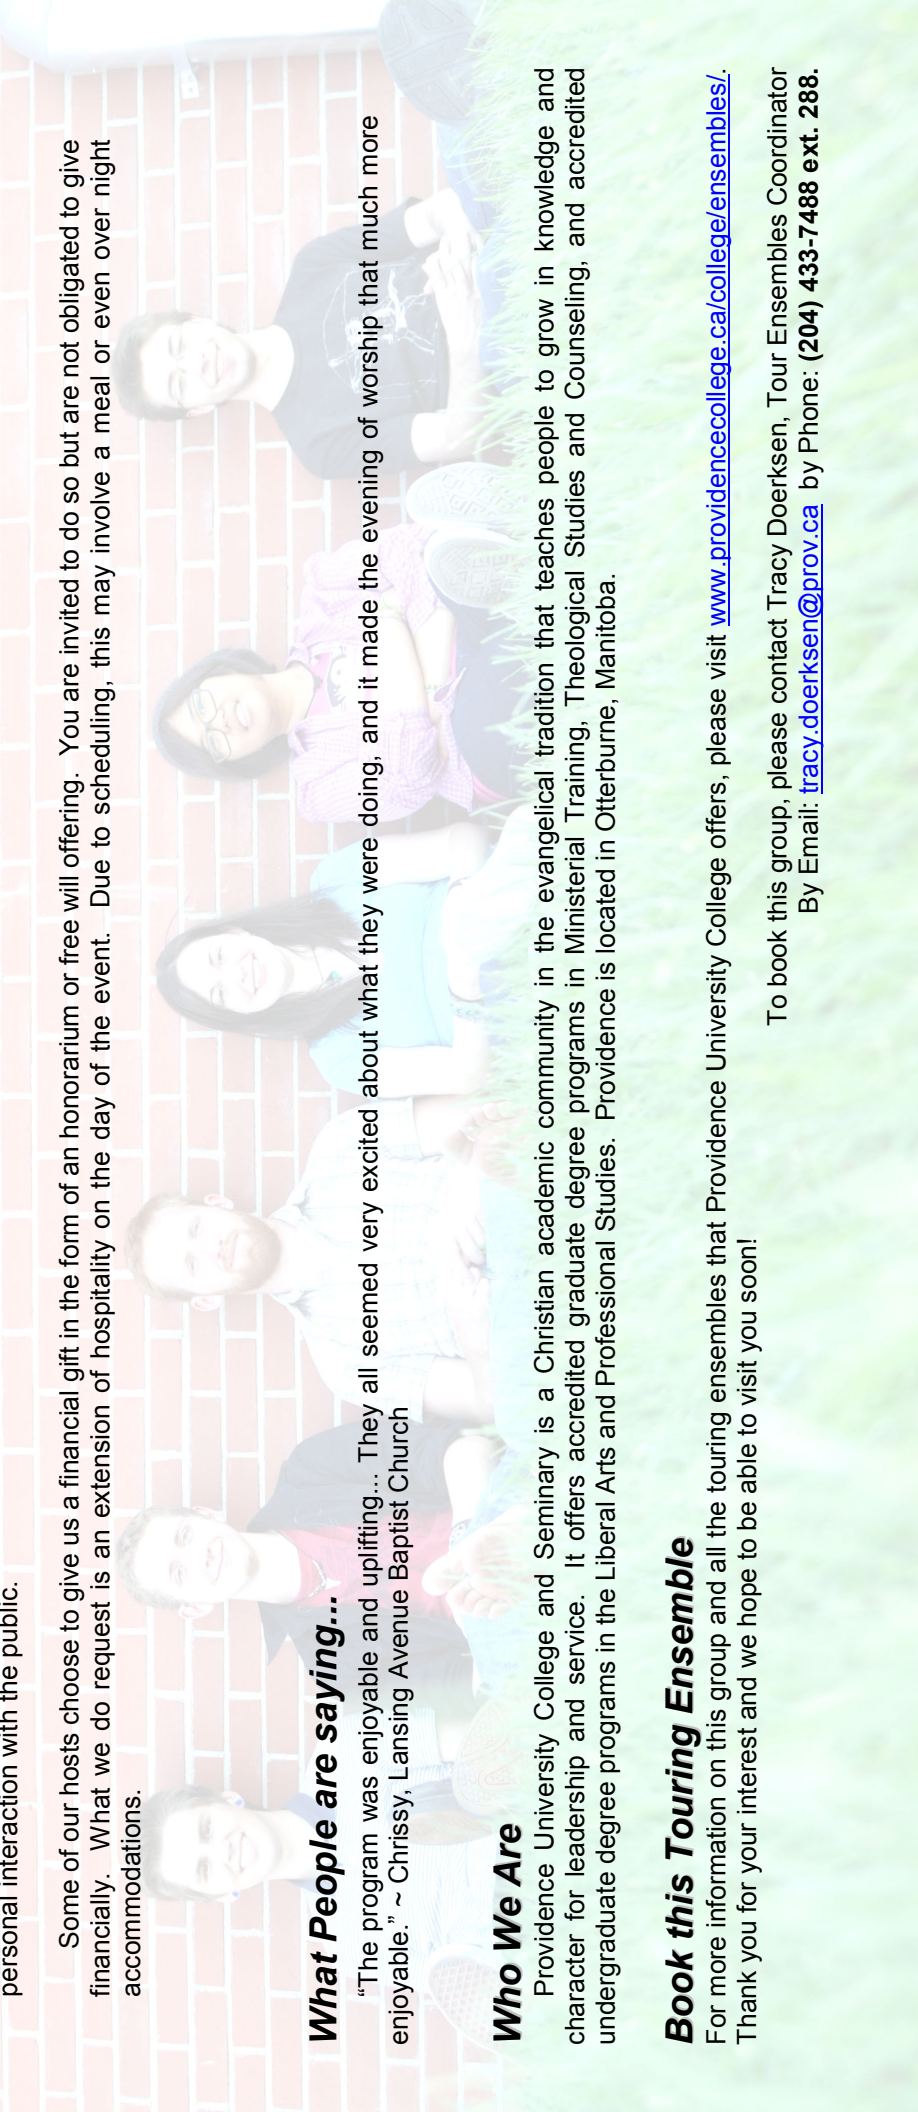 personal interaction with the public.
Some of our hosts choose to give us a financial gift in the form of an honorarium or free will offering. You are invited to do so but are not obligated to give
financially. What we do request is an extension of hospitality on the day of the event. Due to scheduling, this may involve a meal or even over night
accommodations.
What People are saying...
“The program was enjoyable and uplifting... They all seemed very excited about what they were doing, and it made the evening of worship that much more
enjoyable.” ~ Chrissy, Lansing Avenue Baptist Church
Who We Are
Providence University College and Seminary is a Christian academic community in the evangelical tradition that teaches people to grow in knowledge and
character for leadership and service. It offers accredited graduate degree programs in Ministerial Training, Theological Studies and Counseling, and accredited
undergraduate degree programs in the Liberal Arts and Professional Studies. Providence is located in Otterburne, Manitoba.
Book this Touring Ensemble
For more information on this group and all the touring ensembles that Providence University College offers, please visit www.providencecollege.ca/college/ensembles/.
Thank you for your interest and we hope to be able to visit you soon!
To book this group, please contact Tracy Doerksen, Tour Ensembles Coordinator
By Email: tracy.doerksen@prov.ca by Phone: (204) 433-7488 ext. 288.